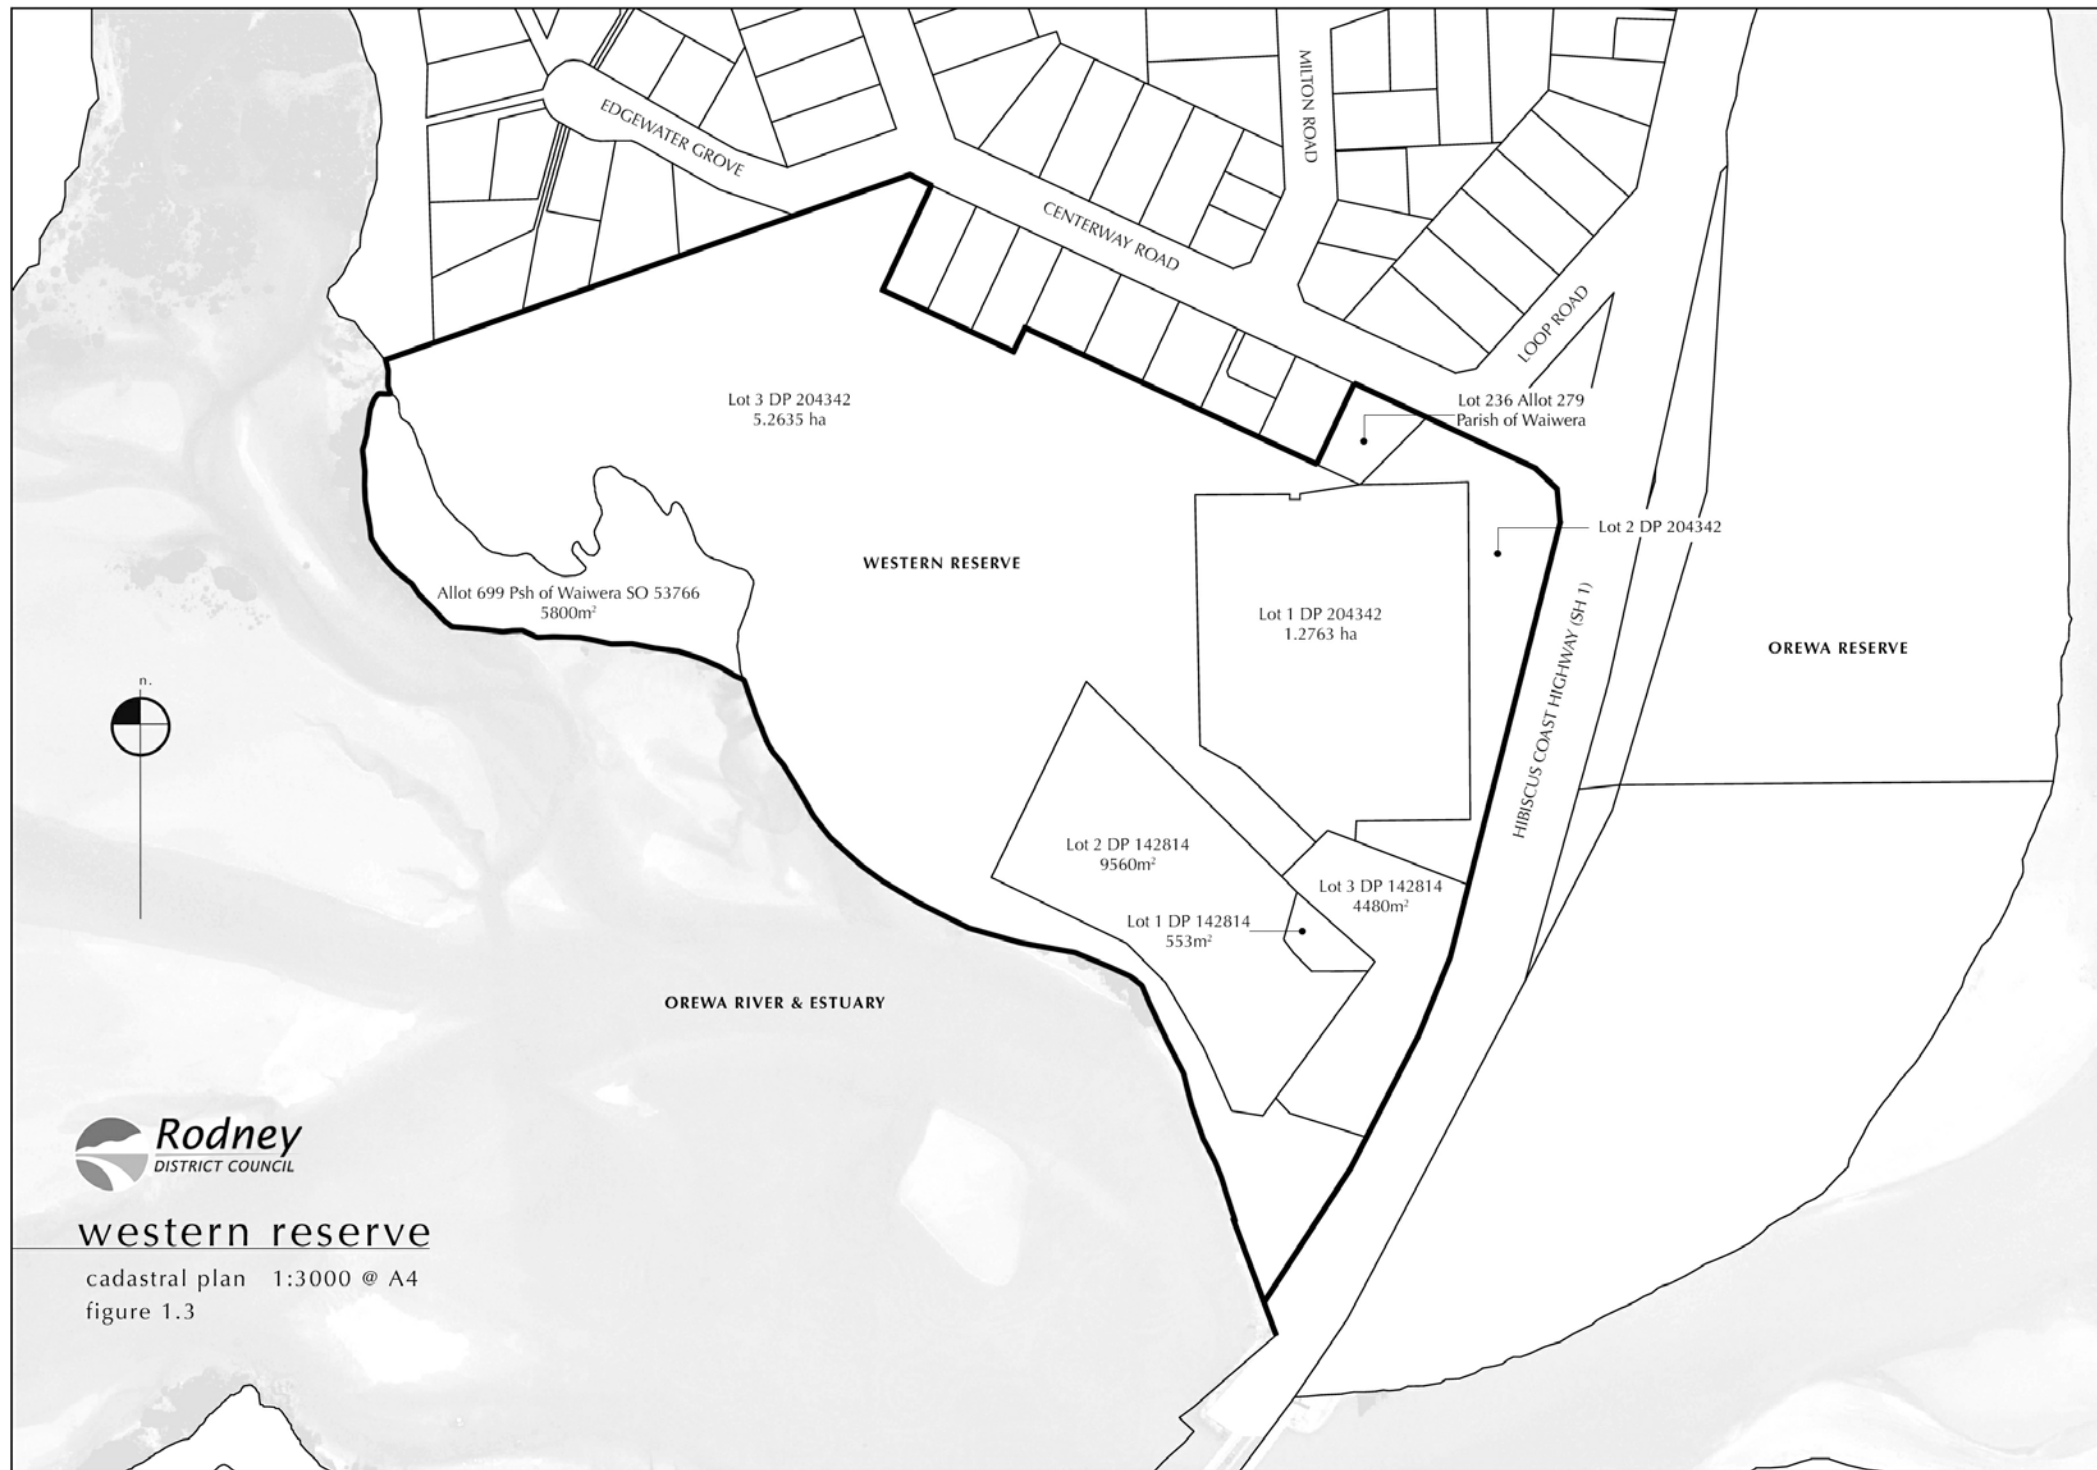 EDGEWATER GROVE
MILTON ROAD
CENTERWAY ROAD
LOOP ROAD
Lot 3 DP 204342
5.2635 ha
Lot 236 Allot 279
Parish of Waiwera
Lot 2 DP 204342
WESTERN RESERVE
Allot 699 Psh of Waiwera SO 53766
5800m²
Lot 1 DP 204342
1.2763 ha
HIBISCUS COAST HIGHWAY (SH 1)
OREWA RESERVE
n.
Lot 2 DP 142814
9560m²
Lot 3 DP 142814
4480m²
Lot 1 DP 142814
553m²
OREWA RIVER & ESTUARY
Rodney
DISTRICT COUNCIL
western reserve
cadastral plan 1:3000 @ A4
figure 1.3